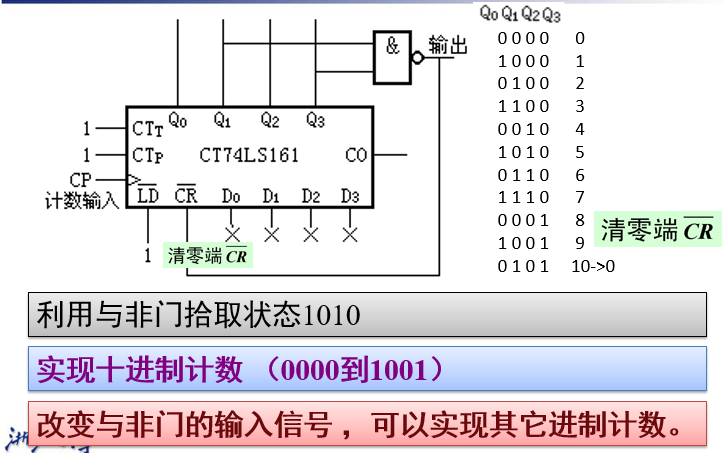 Q0 Q1 Q2 Q3
0 0 0 0 0
1 0 0 0 1
0 1 0 0 2
1 1 0 0 3
0 0 1 0 4
1 0 1 0 5
0 1 1 0 6
1 1 1 0 7
0 0 0 1 8
1 0 0 1 9
0 1 0 1 10->0
清零端 CR
& 输出
Q0 Q1 Q2 Q3
1 CTT
1 CTP CT74LS161 CO
CP
计数输入
LD CR D0 D1 D2 D3
1 清零端 CR × × × ×
利用与非门拾取状态1010
实现十进制计数 （0000到1001）
改变与非门的输入信号，可以实现其它进制计数。